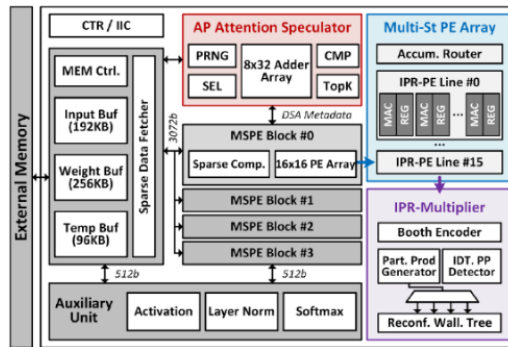 External Memory
CTR / IIC
MEM Ctrl.
Input Buf
(192KB)
Weight Buf
(256KB)
Temp Buf
(96KB)
Sparse Data Fetcher
3072b
512b
AP Attention Speculator
PRNG
SEL
8x32 Adder
Array
CMP
TopK
DSA Metadata
MSPE Block #0
Sparse Comp.
16x16 PE Array
MSPE Block #1
MSPE Block #2
MSPE Block #3
512b
Auxiliary
Unit
Activation
Layer Norm
Softmax
Multi-St PE Array
Accum. Router
IPR-PE Line #0
MAC
REG
MAC
REG
...
MAC
REG
...
IPR-PE Line #15
IPR-Multiplier
Booth Encoder
Part. Prod
Generator
IDT. PP
Detector
Reconf. Wall. Tree